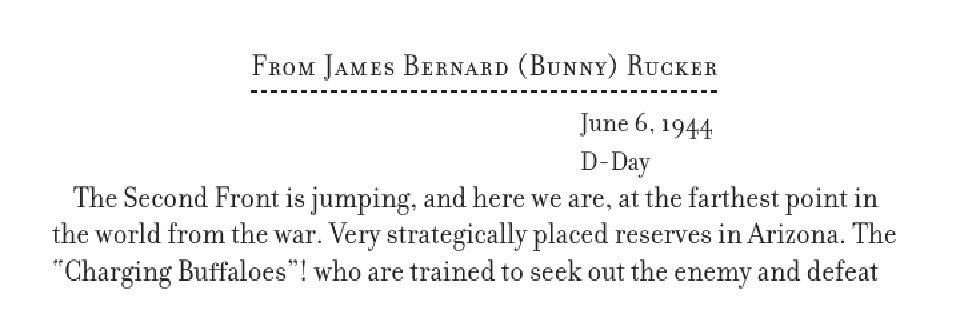 From James Bernard (Bunny) Rucker
June 6, 1944
D-Day
The Second Front is jumping, and here we are, at the farthest point in
the world from the war. Very strategically placed reserves in Arizona. The
“Charging Buffaloes”! who are trained to seek out the enemy and defeat